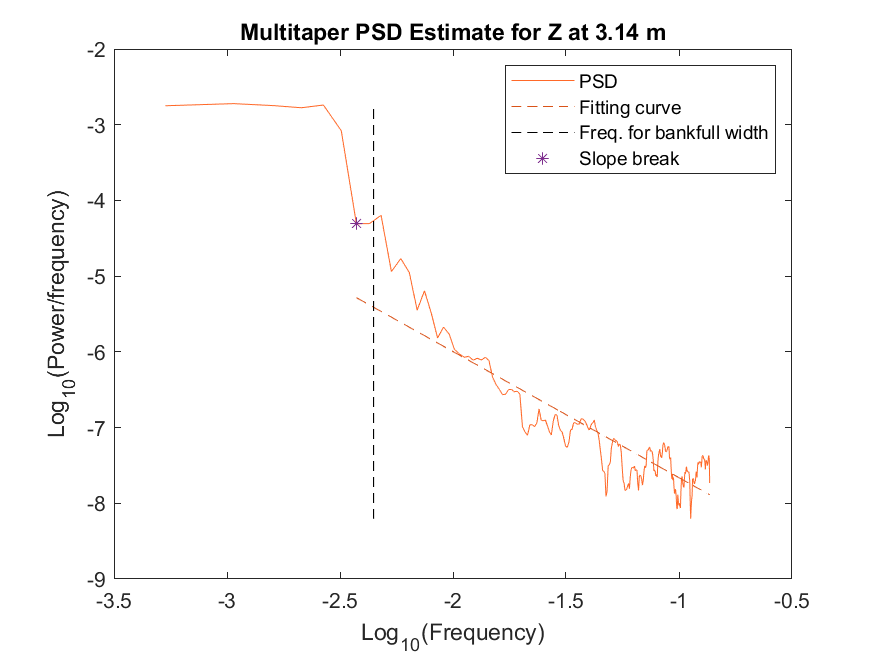 Multitaper PSD Estimate for Z at 3.14 m
-2
-3
-4
-5
-6
-7
-8
-9
Log10(Power/frequency)
PSD
Fitting curve
Freq. for bankfull width
Slope break
-3.5 -3 -2.5 -2 -1.5 -1 -0.5
Log10(Frequency)